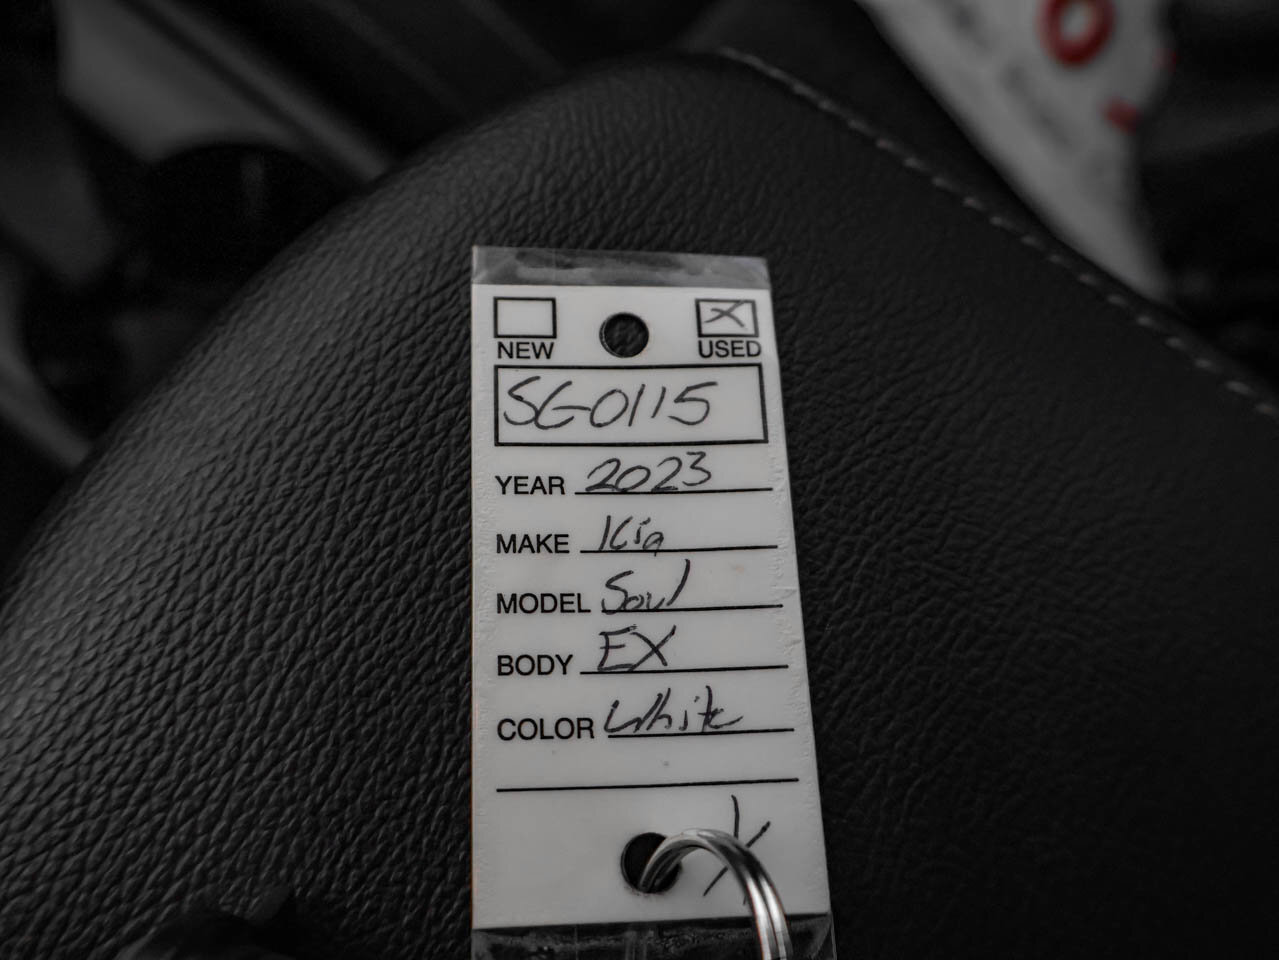 NEW USED
SG0115
YEAR 2023
MAKE Kia
MODEL Soul
BODY EX
COLOR White